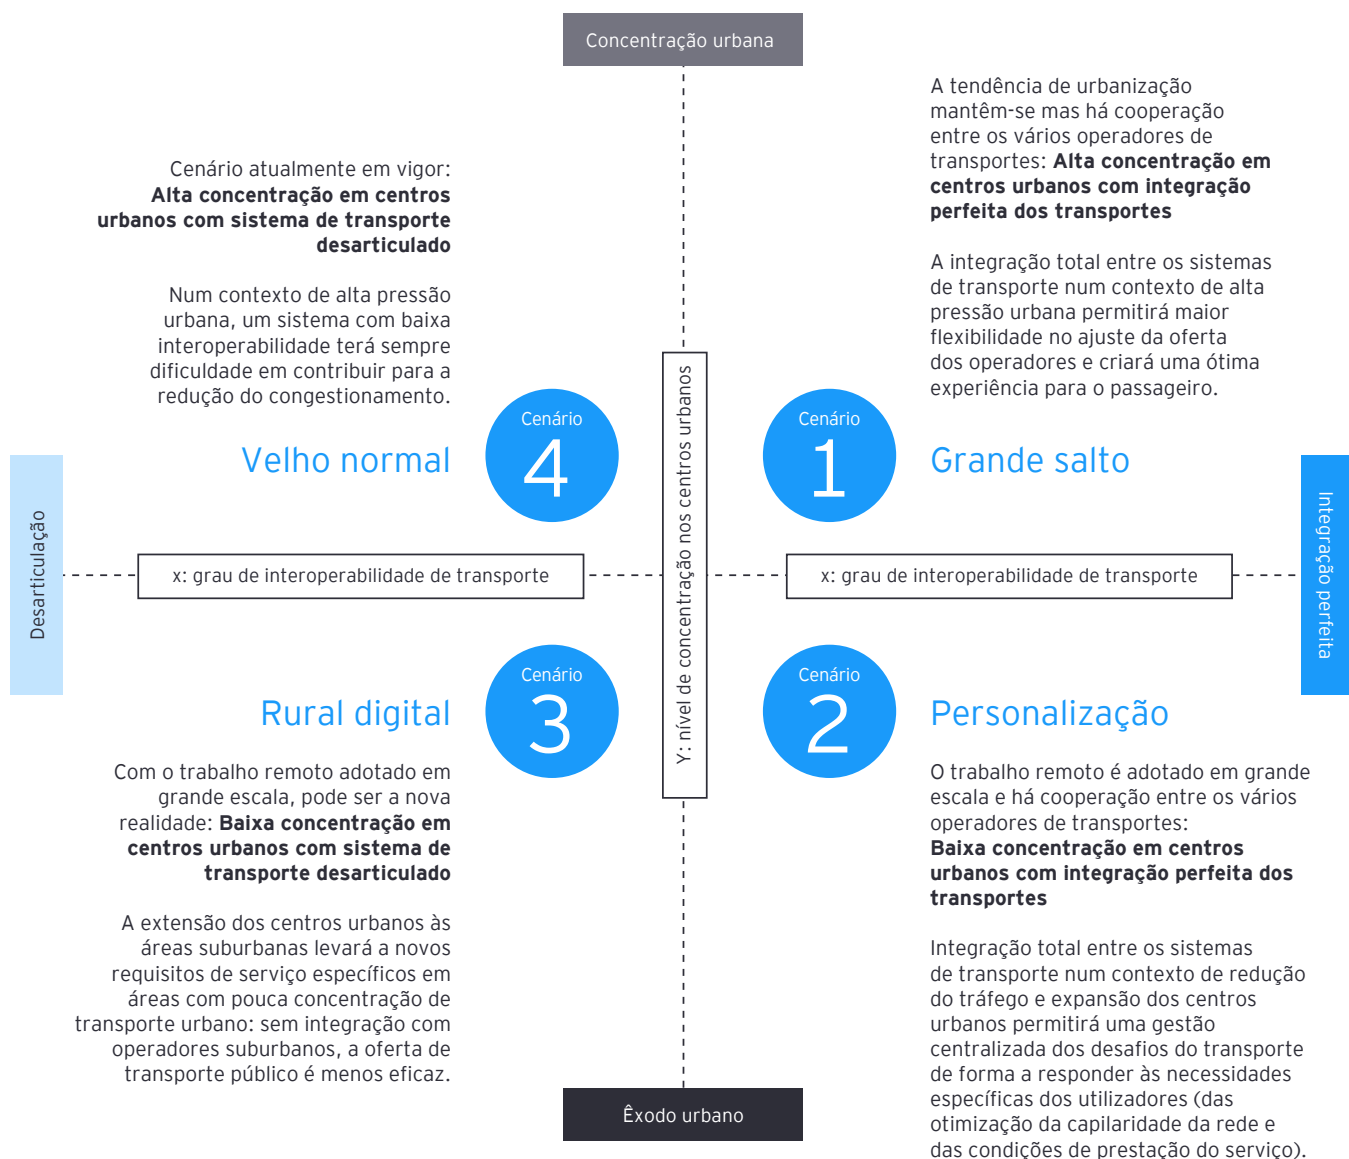 Concentração urbana
Cenário atualmente em vigor:
Alta concentração em centros
urbanos com sistema de transporte
desarticulado
Num contexto de alta pressão
urbana, um sistema com baixa
interoperabilidade terá sempre
dificuldade em contribuir para a
redução do congestionamento.
Velho normal
Cenário
4
A tendência de urbanização
mantêm-se mas há cooperação
entre os vários operadores de
transportes: Alta concentração em
centros urbanos com integração
perfeita dos transportes
A integração total entre os sistemas
de transporte num contexto de alta
pressão urbana permitirá maior
flexibilidade no ajuste da oferta
dos operadores e criará uma ótima
experiência para o passageiro.
Cenário
1
Grande salto
Desarticulação
x: grau de interoperabilidade de transporte
Y: nível de concentração nos centros urbanos
x: grau de interoperabilidade de transporte
Integração perfeita
Rural digital
Cenário
3
Com o trabalho remoto adotado em
grande escala, pode ser a nova
realidade: Baixa concentração em
centros urbanos com sistema de
transporte desarticulado
A extensão dos centros urbanos às
áreas suburbanas levará a novos
requisitos de serviço específicos em
áreas com pouca concentração de
transporte urbano: sem integração com
operadores suburbanos, a oferta de
transporte público é menos eficaz.
Cenário
2
Personalização
O trabalho remoto é adotado em grande
escala e há cooperação entre os vários
operadores de transportes:
Baixa concentração em centros
urbanos com integração perfeita dos
transportes
Integração total entre os sistemas
de transporte num contexto de redução
do tráfego e expansão dos centros
urbanos permitirá uma gestão
centralizada dos desafios do transporte
de forma a responder às necessidades
específicas dos utilizadores (das
otimização da capilaridade da rede e
das condições de prestação do serviço).
Êxodo urbano